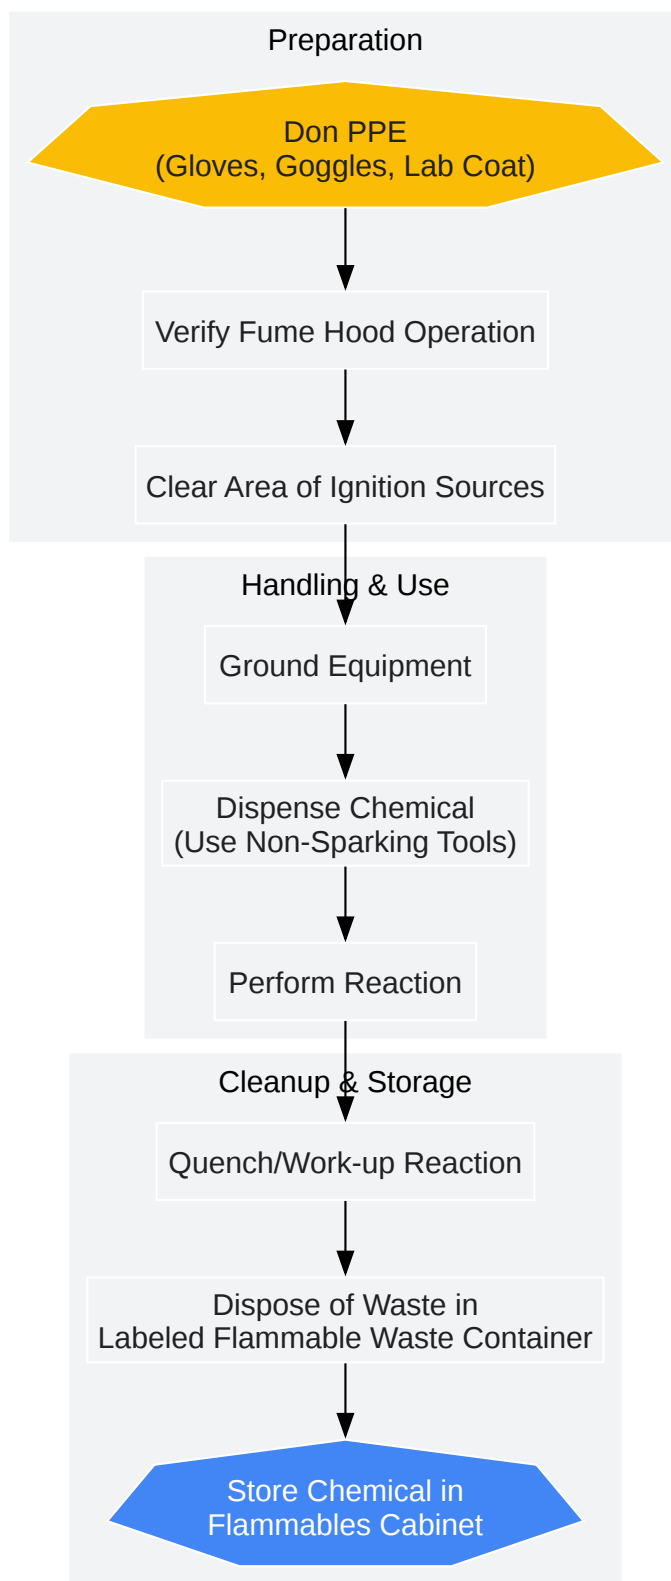 Preparation
Don PPE
(Gloves, Goggles, Lab Coat)
Verify Fume Hood Operation
Clear Area of Ignition Sources
Handling & Use
Ground Equipment
Dispense Chemical
(Use Non-Sparking Tools)
Perform Reaction
Cleanup & Storage
Quench/Work-up Reaction
Dispose of Waste in
Labeled Flammable Waste Container
Store Chemical in
Flammables Cabinet